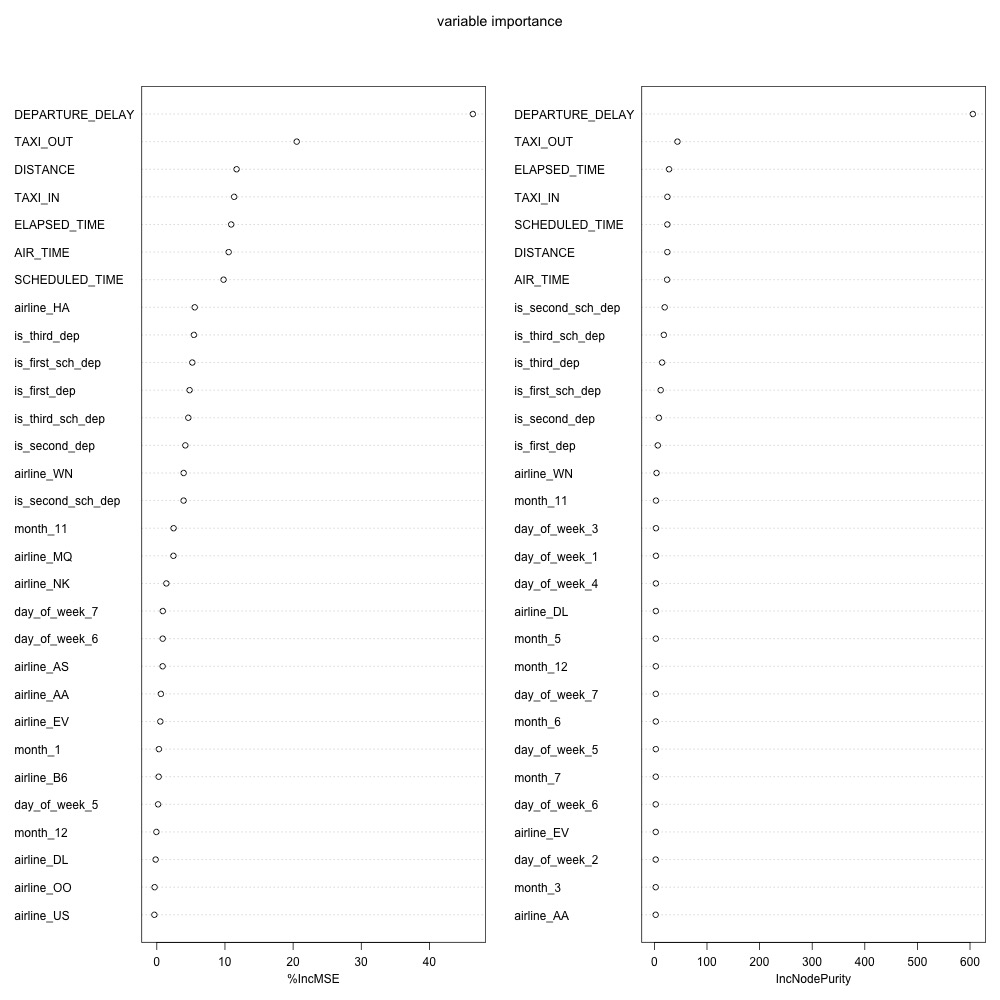 variable importance
DEPARTURE_DELAY
TAXI_OUT
DISTANCE
TAXI_IN
ELAPSED_TIME
AIR_TIME
SCHEDULED_TIME
airline_HA
is_third_dep
is_first_sch_dep
is_first_dep
is_third_sch_dep
is_second_dep
airline_WN
is_second_sch_dep
month_11
airline_MQ
airline_NK
day_of_week_7
day_of_week_6
airline_AS
airline_AA
airline_EV
month_1
airline_B6
day_of_week_5
month_12
airline_DL
airline_OO
airline_US
0 10 20 30 40
%IncMSE
DEPARTURE_DELAY
TAXI_OUT
ELAPSED_TIME
TAXI_IN
SCHEDULED_TIME
DISTANCE
AIR_TIME
is_second_sch_dep
is_third_sch_dep
is_third_dep
is_first_sch_dep
is_second_dep
is_first_dep
airline_WN
month_11
day_of_week_3
day_of_week_1
day_of_week_4
airline_DL
month_5
month_12
day_of_week_7
month_6
day_of_week_5
month_7
day_of_week_6
airline_EV
day_of_week_2
month_3
airline_AA
0 100 200 300 400 500 600
IncNodePurity